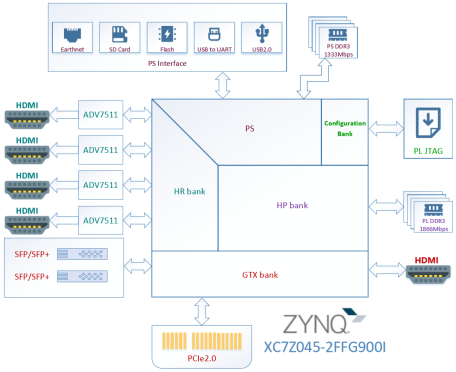 Earthnet
SD Card
Flash
USB to UART
USB2.0
PS Interface
PS DDR3
1333Mbps
HDMI
ADV7511
HDMI
ADV7511
HDMI
ADV7511
HDMI
ADV7511
PS
Configuration
Bank
PL JTAG
HR bank
HP bank
PL DDR3
1866Mbps
SFP/SFP+
SFP/SFP+
GTX bank
HDMI
PCIe2.0
ZYNQ
XC7Z045-2FFG900I